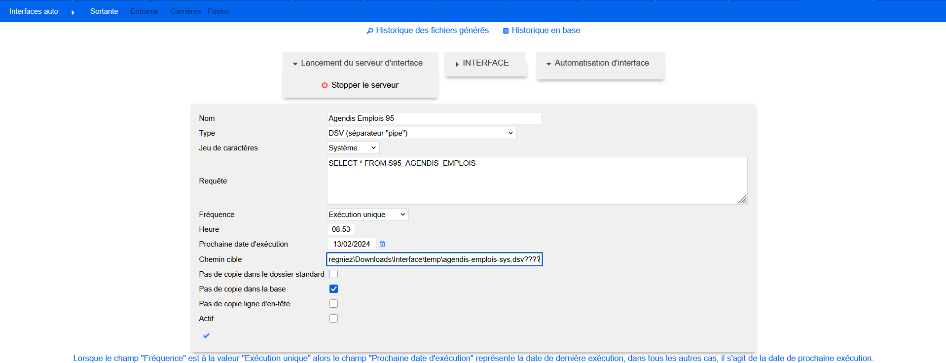 Interfaces auto Sortante Entrante Carrières - Fusion
Historique des fichiers générés Historique en base
Lancement du serveur d'interface INTERFACE Automatisation d'interface
Stopper le serveur
Nom Agendis Emplois 95
Type DSV (séparateur "pipe")
Jeu de caractères Système
Requête SELECT * FROM S95_AGENDIS_EMPLOIS
Fréquence Exécution unique
Heure 08:53
Prochaine date d'exécution 13/02/2024
Chemin cible regniez\Downloads\Interface\temp\agendis-emplois-sys.dsv????
Pas de copie dans le dossier standard
Pas de copie dans la base
Pas de copie ligne d'en-tête
Actif
Lorsque le champ "Fréquence" est à la valeur "Exécution unique" alors le champ "Prochaine date d'exécution" représente la date de dernière exécution, dans tous les autres cas, il s'agit de la date de prochaine exécution.